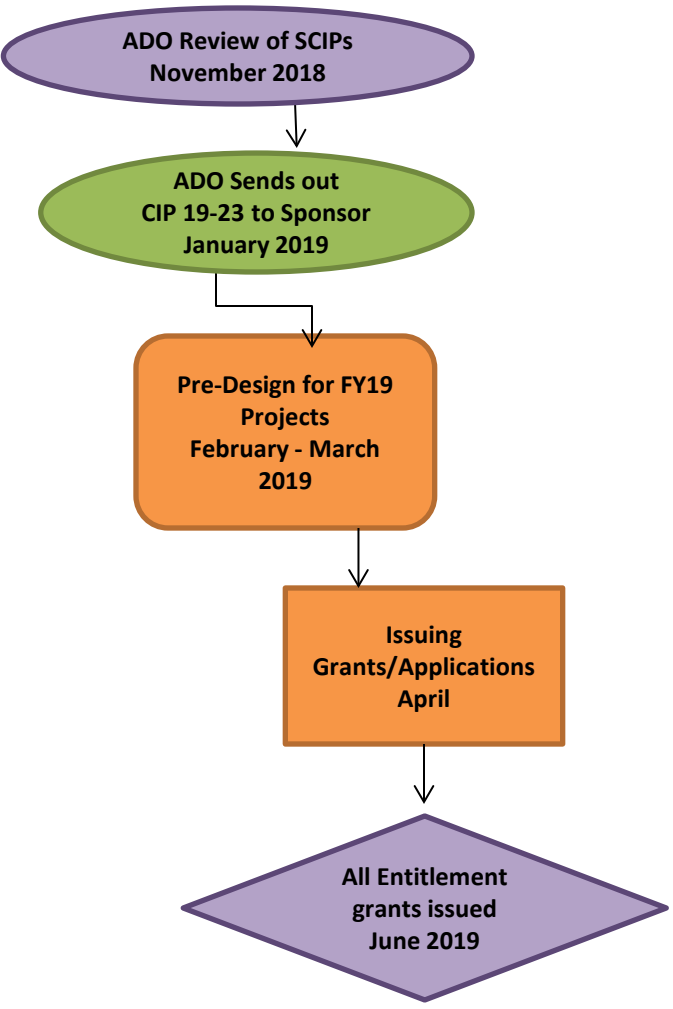 ADO Review of SCIPs
November 2018
ADO Sends out
CIP 19-23 to Sponsor
January 2019
Pre-Design for FY19
Projects
February - March
2019
Issuing
Grants/Applications
April
All Entitlement
grants issued
June 2019